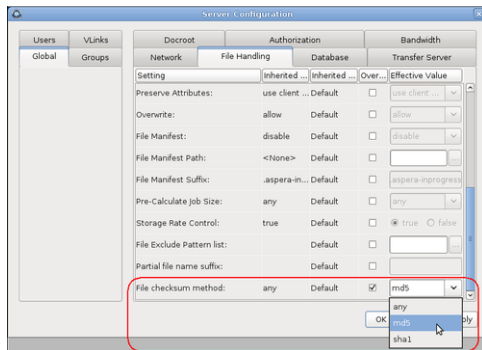 Server Configuration
Users VLinks
Global Groups
Docroot Authorization Bandwidth
Network File Handling Database Transfer Server
Setting Inherited ... Inherited ... Over... Effective Value
Preserve Attributes: use client ... Default use client ...
Overwrite: allow Default allow
File Manifest: disable Default disable
File Manifest Path: <None> Default ...
File Manifest Suffix: .aspera-in... Default .aspera-inprogress
Pre-Calculate Job Size: any Default any
Storage Rate Control: true Default true false
File Exclude Pattern list: Default ...
Partial file name suffix: Default
File checksum method: any Default md5
any
OK md5 ply
sha1